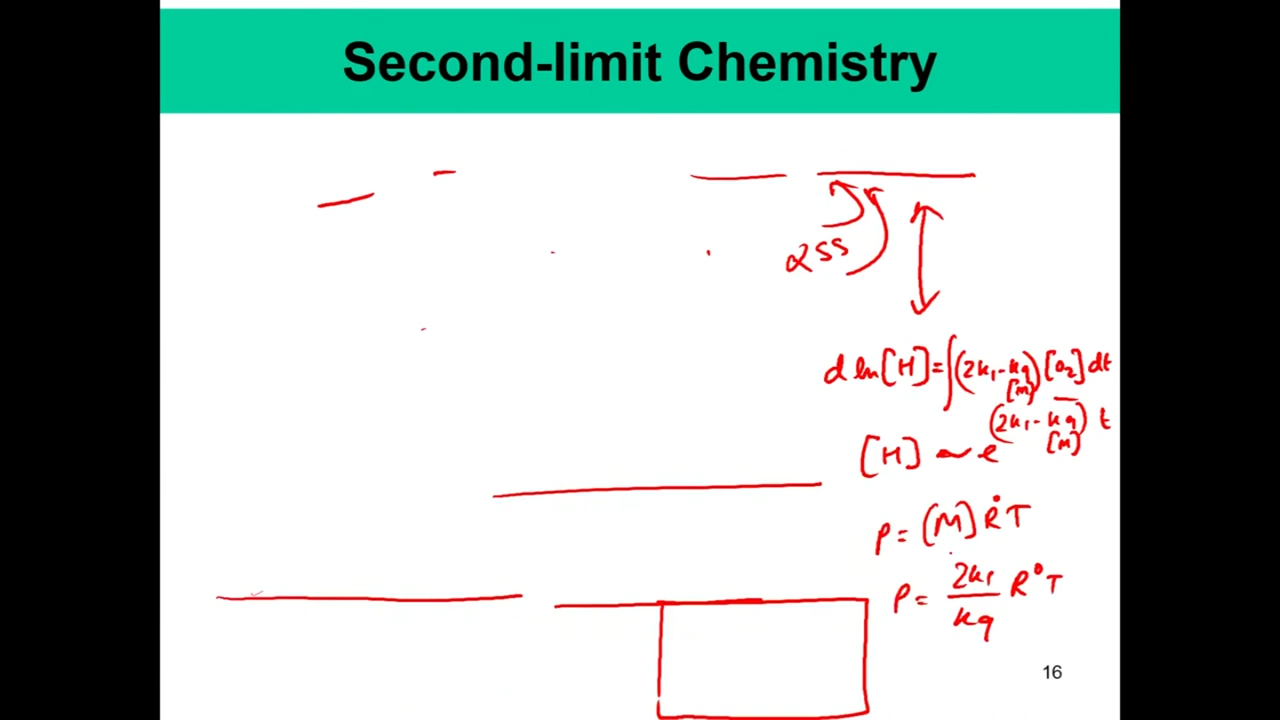 Second-limit Chemistry
QSS
d ln[H] = ∫(2k₁-k₉[M])[O₂]dt
[H] ~ e^(2k₁-k₉[M])t
P = [M]R°T
P = 2k₁/k₉ R°T
16